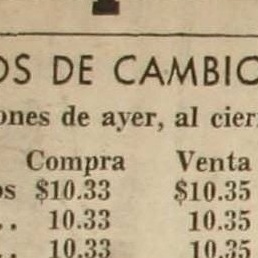 OS DE CAMBIO
ones de ayer, al cier
Compra Venta
os $10.33 $10.35
.. 10.33 10.35
.. 10.33 10.35